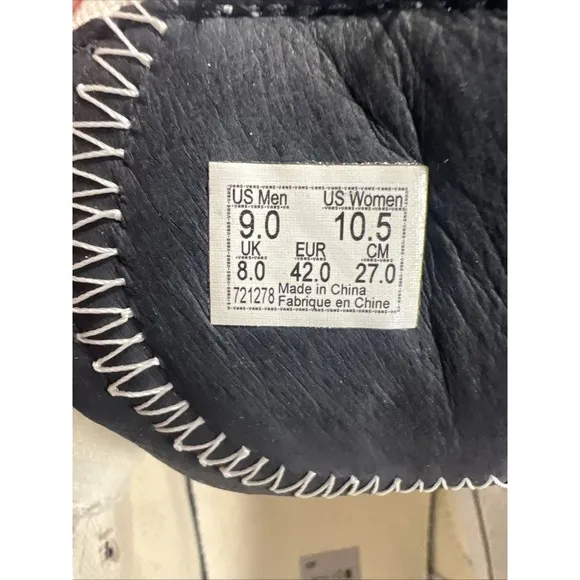 US Men US Women
9.0 10.5
UK EUR CM
8.0 42.0 27.0
721278 Made in China
Fabrique en Chine